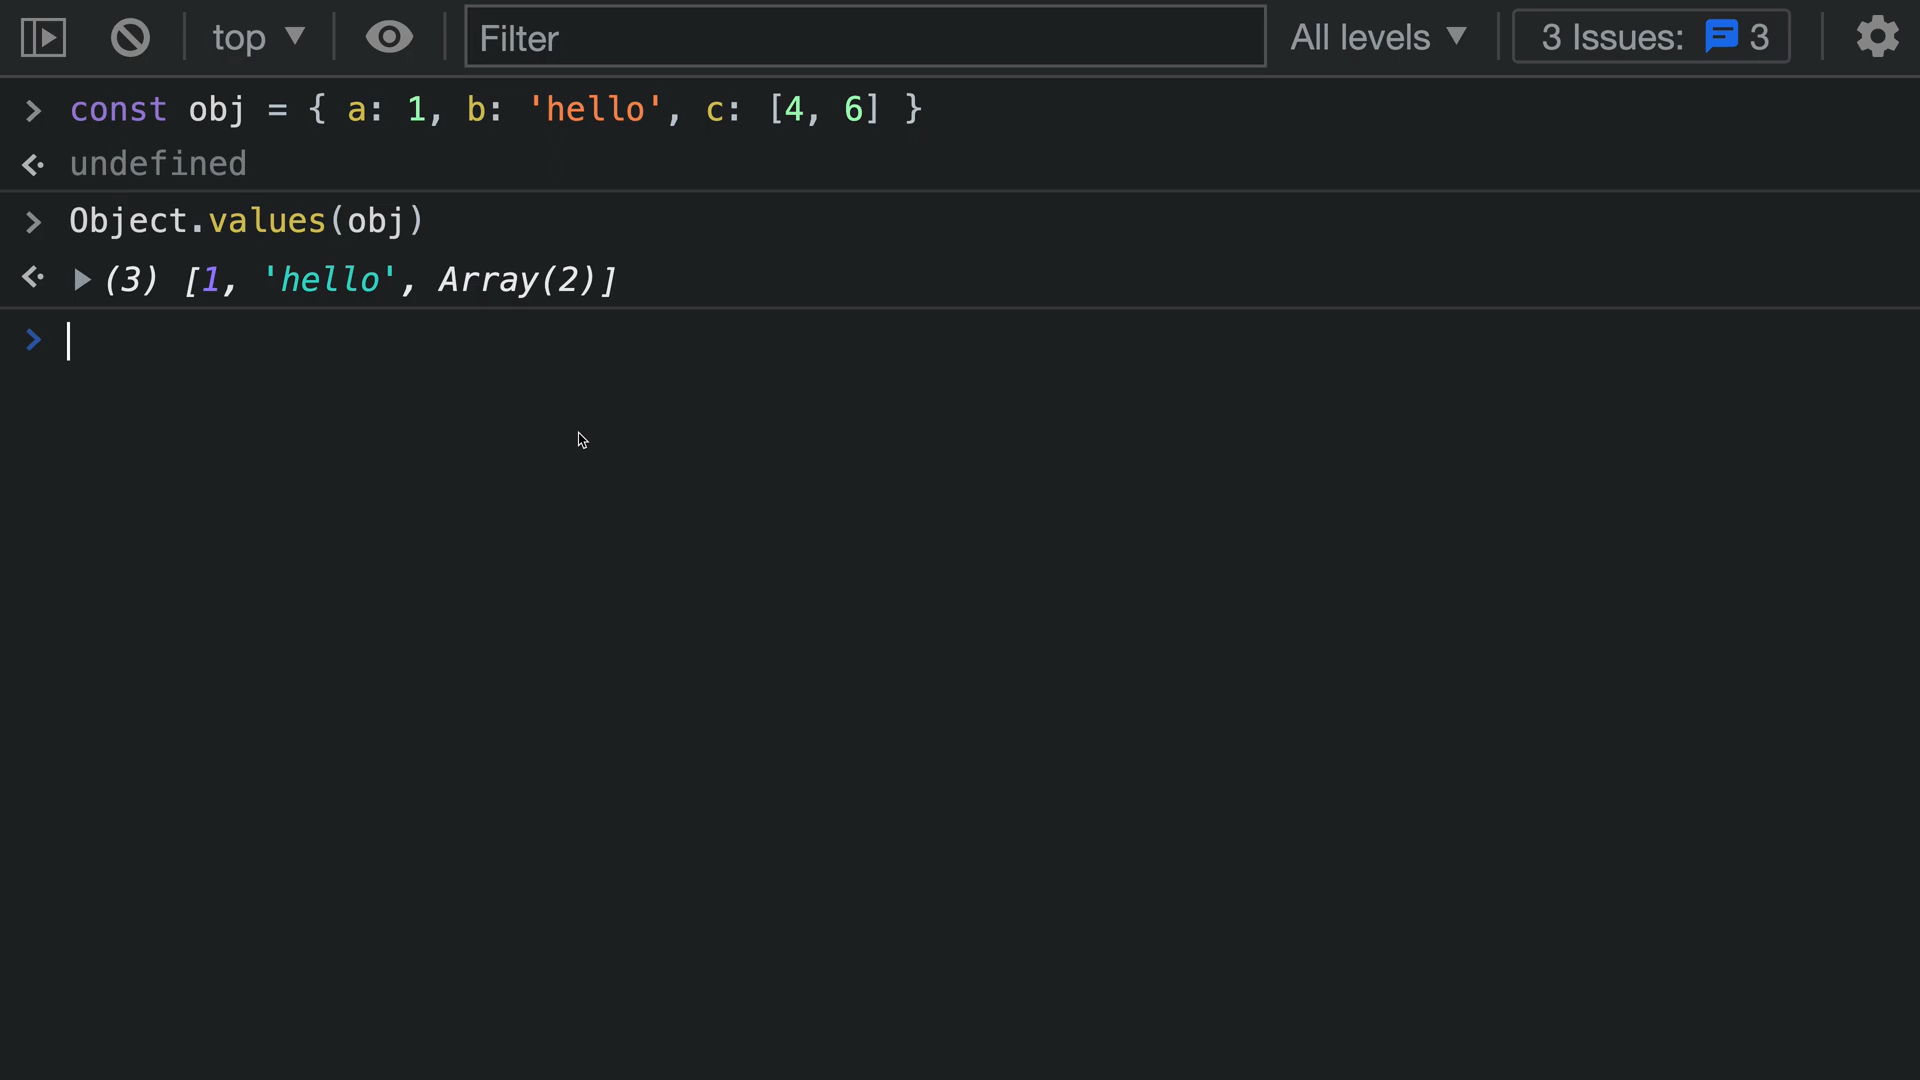 top ▼ Filter All levels ▼ 3 Issues: 3
> const obj = { a: 1, b: 'hello', c: [4, 6] }
undefined
> Object.values(obj)
▶ (3) [1, 'hello', Array(2)]
>